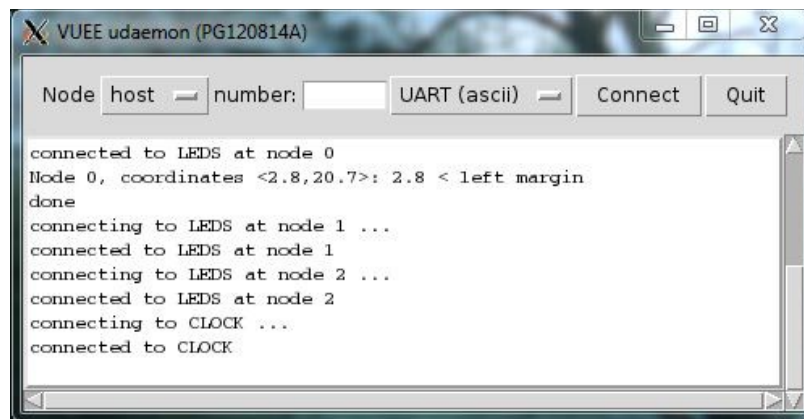 VUEE udaemon (PG120814A)
Node host number: UART (ascii) Connect Quit
connected to LEDS at node 0
Node 0, coordinates <2.8,20.7>: 2.8 < left margin
done
connecting to LEDS at node 1 ...
connected to LEDS at node 1
connecting to LEDS at node 2 ...
connected to LEDS at node 2
connecting to CLOCK ...
connected to CLOCK